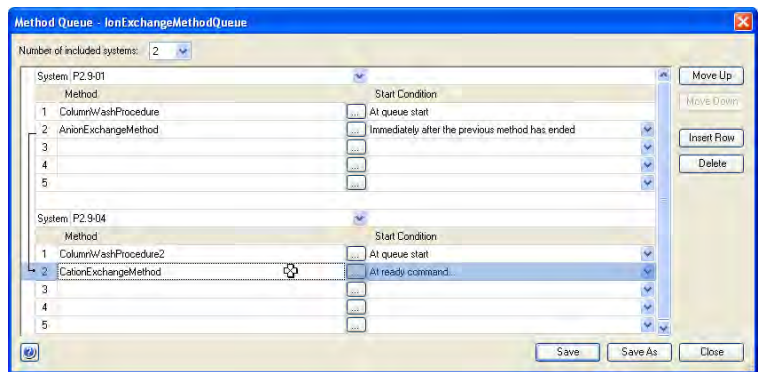 Method Queue - IonExchangeMethodQueue
Number of included systems: 2
System P2.9-01
Method Start Condition
1 ColumnWashProcedure ... At queue start
2 AnionExchangeMethod ... Immediately after the previous method has ended
3 ...
4 ...
5 ...
System P2.9-04
Method Start Condition
1 ColumnWashProcedure2 ... At queue start
2 CationExchangeMethod At ready command...
3 ...
4 ...
5 ...
Move Up
Move Down
Insert Row
Delete
Save Save As Close